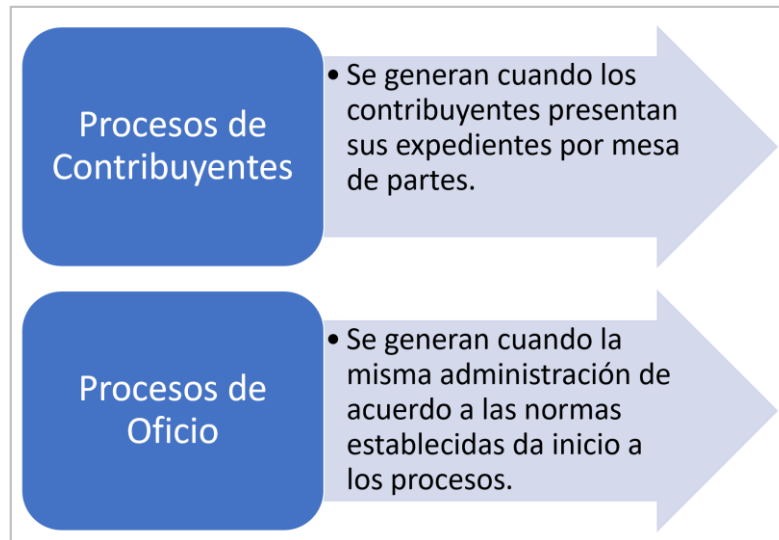 Procesos de
Contribuyentes
• Se generan cuando los
contribuyentes presentan
sus expedientes por mesa
de partes.
Procesos de
Oficio
• Se generan cuando la
misma administración de
acuerdo a las normas
establecidas da inicio a
los procesos.